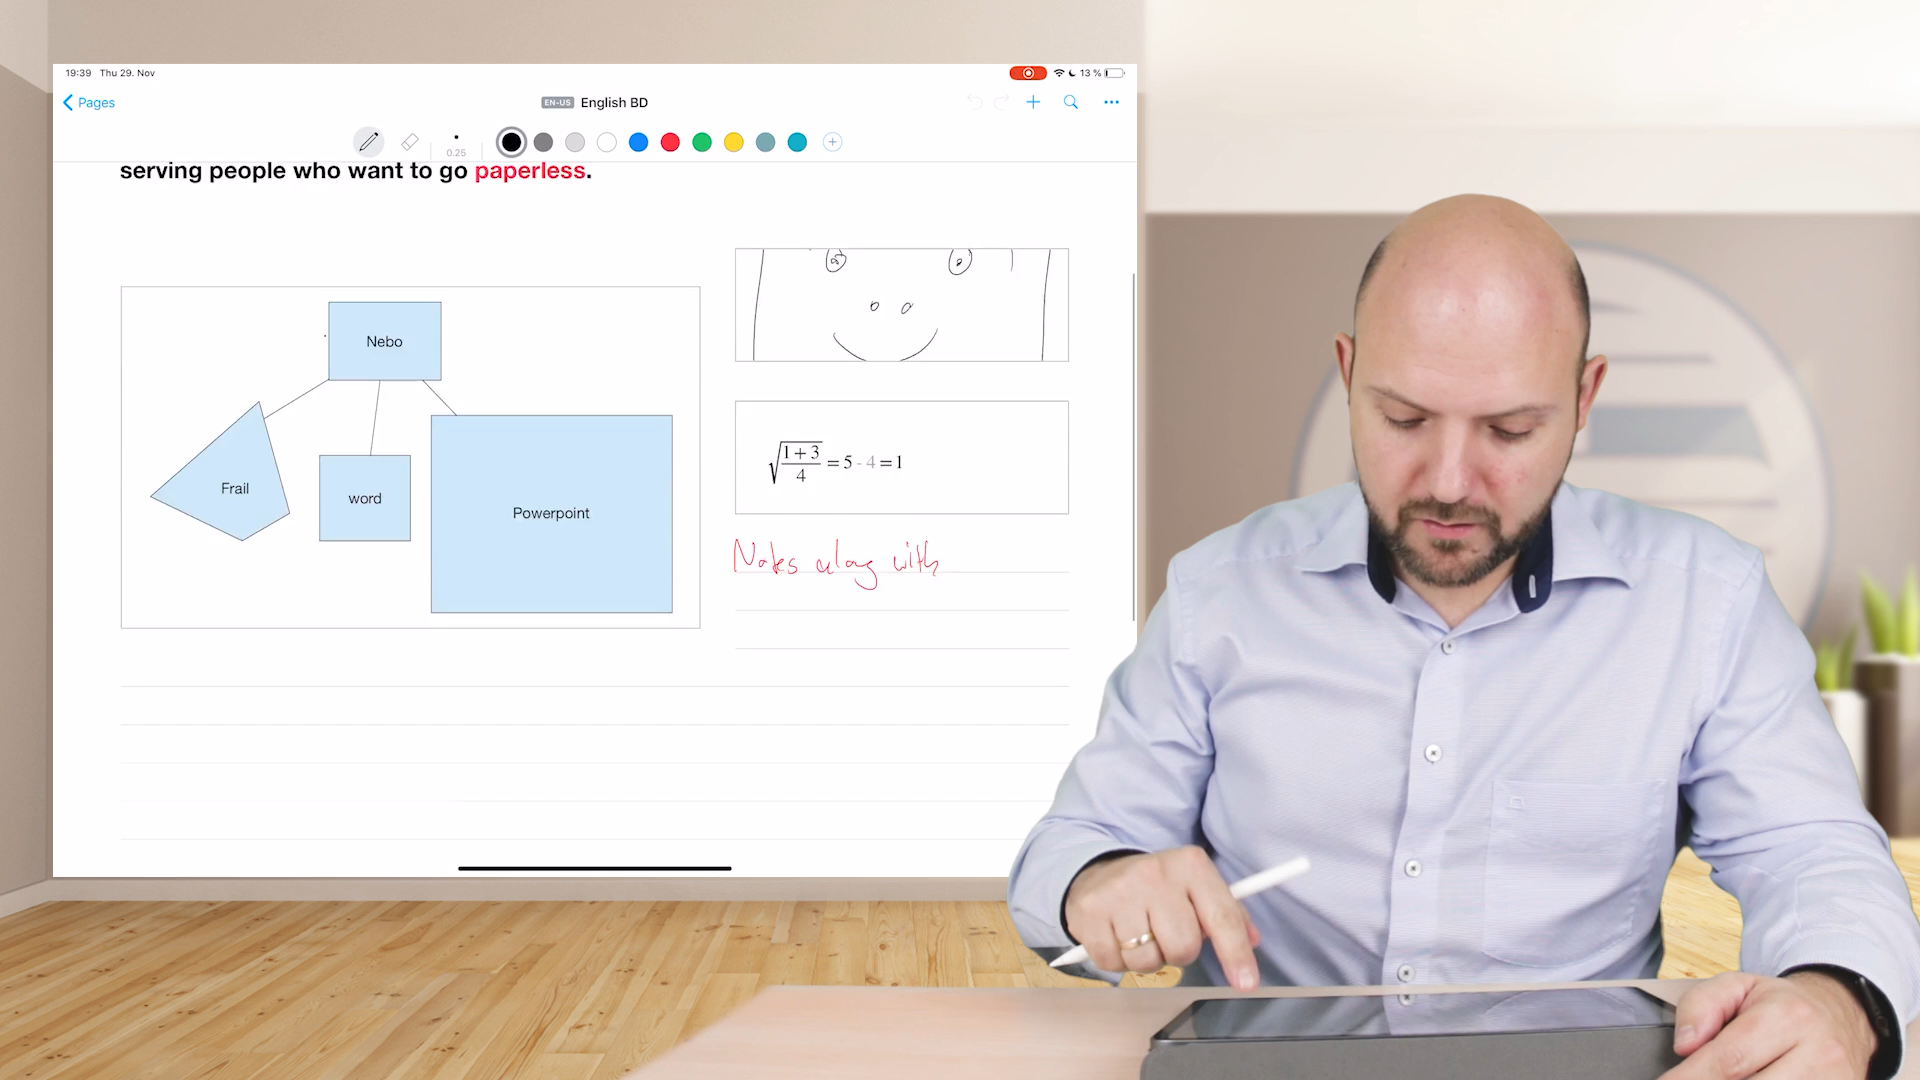 19:39 Thu 29. Nov
13 %
Pages
EN-US English BD
0.25
serving people who want to go paperless.
Nebo
Frail
word
Powerpoint
√(1+3)/4 = 5 - 4 = 1
Notes along with